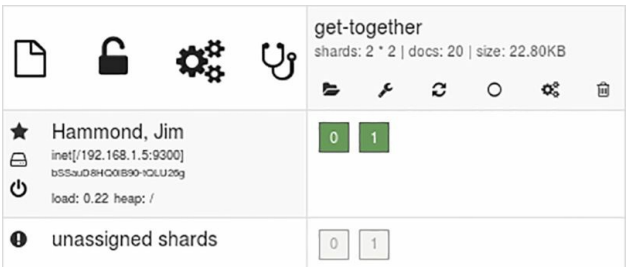 get-together
shards: 2 * 2 | docs: 20 | size: 22.80KB
Hammond, Jim
inet[/192.168.1.5:9300]
load: 0.22 heap: /
0 1
unassigned shards
0 1